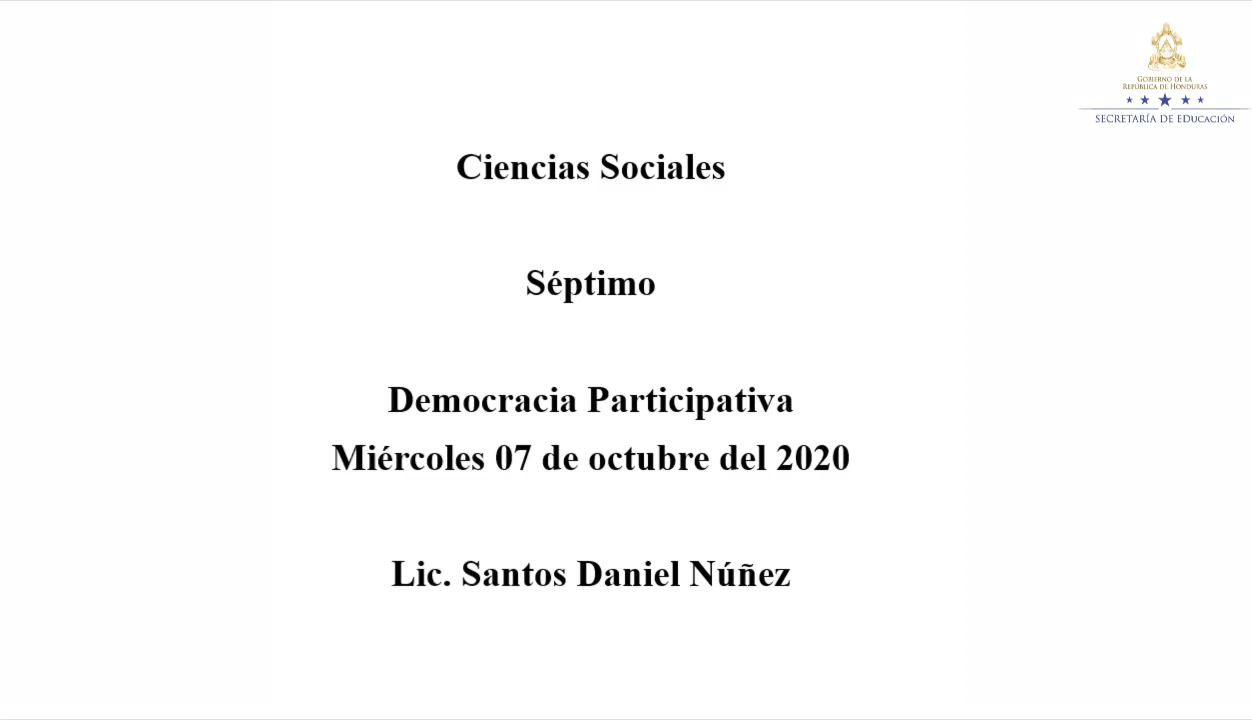 GOBIERNO DE LA
REPÚBLICA DE HONDURAS
SECRETARÍA DE EDUCACIÓN
Ciencias Sociales
Séptimo
Democracia Participativa
Miércoles 07 de octubre del 2020
Lic. Santos Daniel Núñez